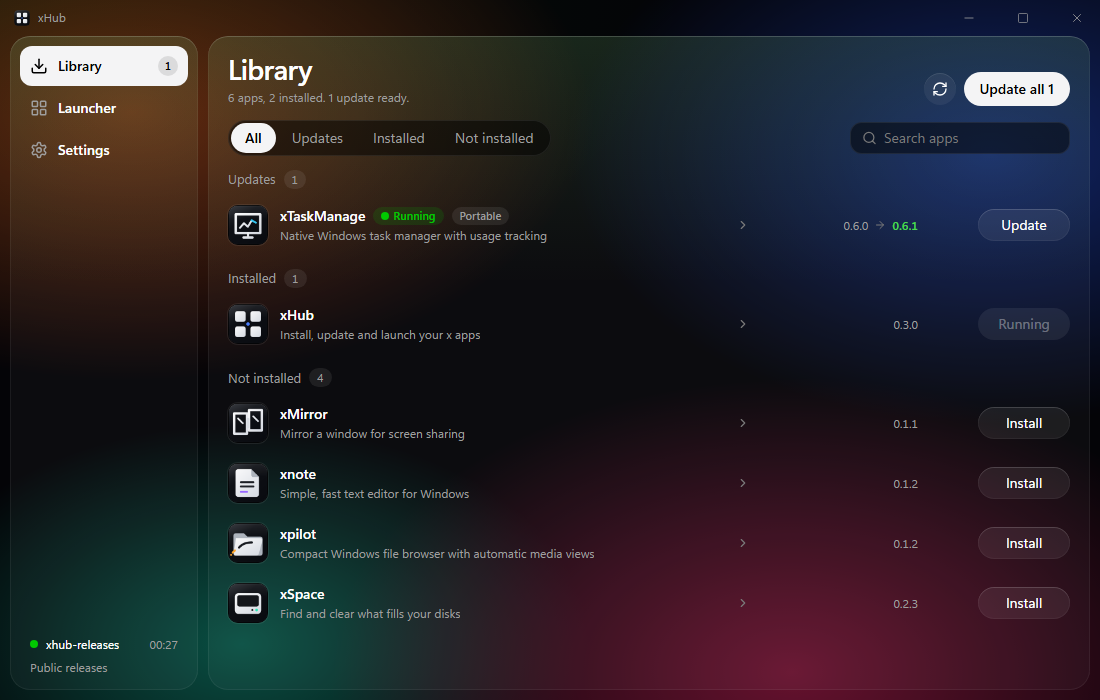 xHub
Library 1
Launcher
Settings
xhub-releases 00:27
Public releases
Library
6 apps, 2 installed. 1 update ready.
Update all 1
All Updates Installed Not installed
Search apps
Updates 1
xTaskManage Running Portable
Native Windows task manager with usage tracking
0.6.0 → 0.6.1
Update
Installed 1
xHub
Install, update and launch your x apps
0.3.0
Running
Not installed 4
xMirror
Mirror a window for screen sharing
0.1.1
Install
xnote
Simple, fast text editor for Windows
0.1.2
Install
xpilot
Compact Windows file browser with automatic media views
0.1.2
Install
xSpace
Find and clear what fills your disks
0.2.3
Install